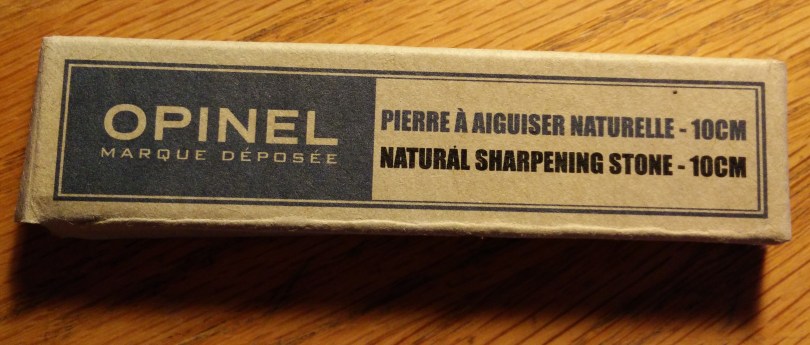 OPINEL
MARQUE DÉPOSÉE
PIERRE À AIGUISER NATURELLE - 10CM
NATURAL SHARPENING STONE - 10CM